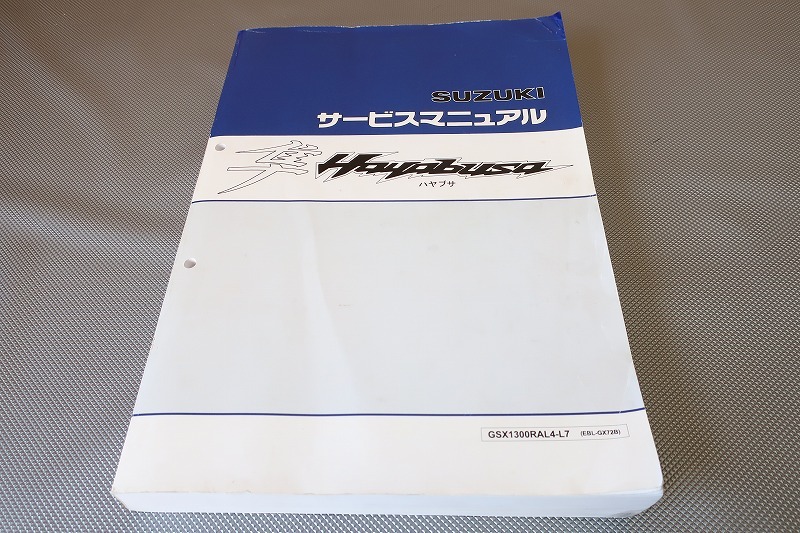 SUZUKI
サービスマニュアル
隼 Hayabusa
ハヤブサ
GSX1300RAL4-L7 (EBL-GX72B)